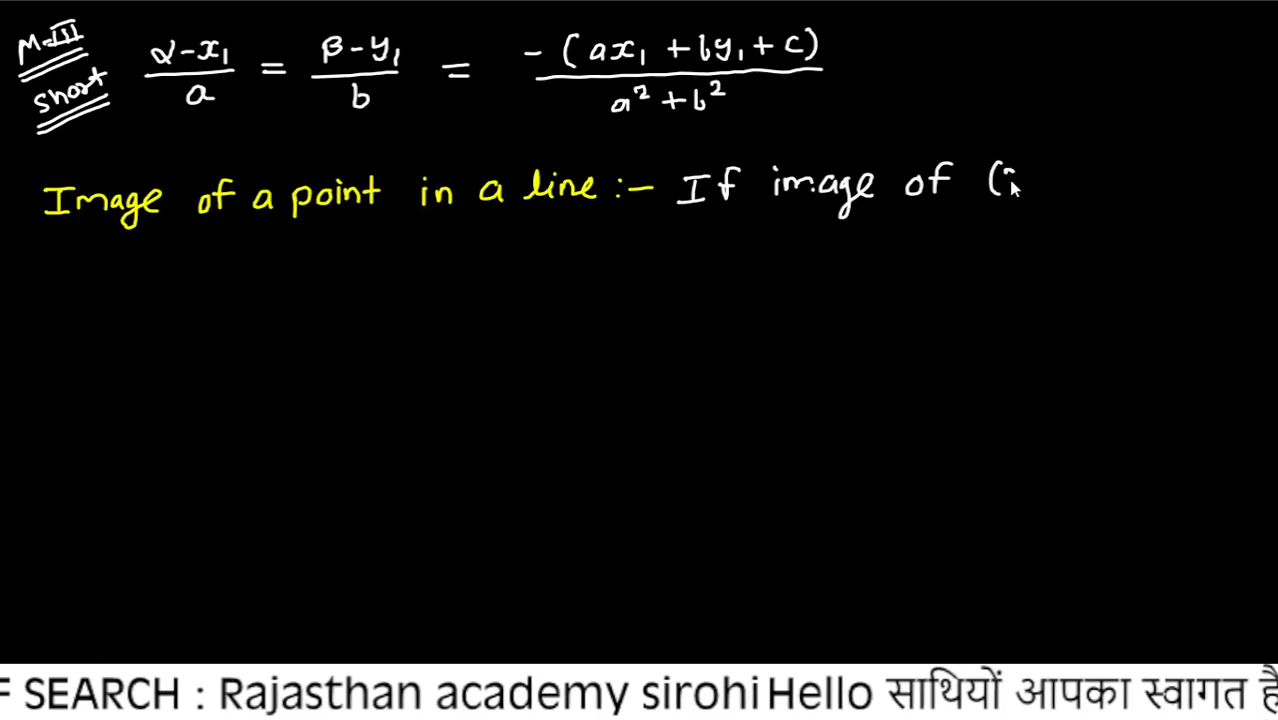 M-III
Short
α-x₁/a = β-y₁/b = -(ax₁+by₁+c)/a²+b²
Image of a point in a line :- If image of (
F SEARCH : Rajasthan academy sirohi Hello साथियों आपका स्वागत है